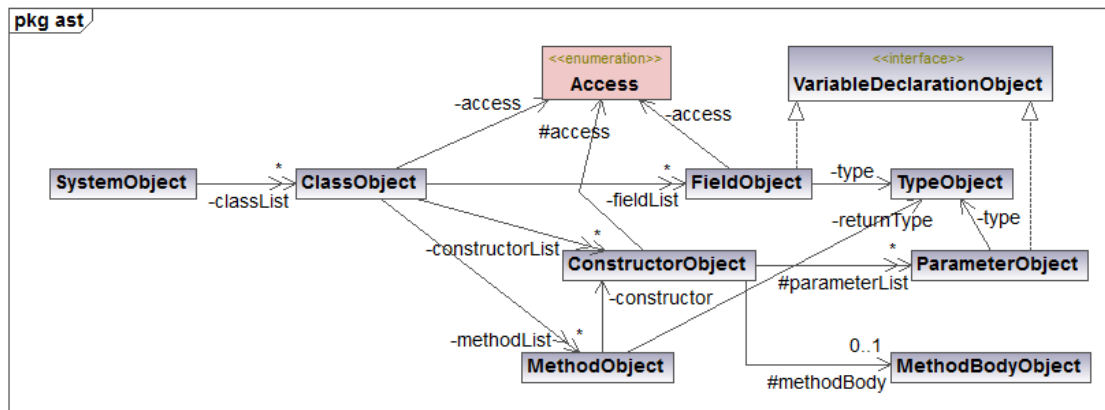 pkg ast
<<enumeration>>
Access
<<interface>>
VariableDeclarationObject
-access
#access
-access
SystemObject
*
-classList
ClassObject
*
-fieldList
FieldObject
-type
TypeObject
-returnType
-type
*
-constructorList
ConstructorObject
*
#parameterList
ParameterObject
-constructor
-methodList
*
MethodObject
0..1
#methodBody
MethodBodyObject